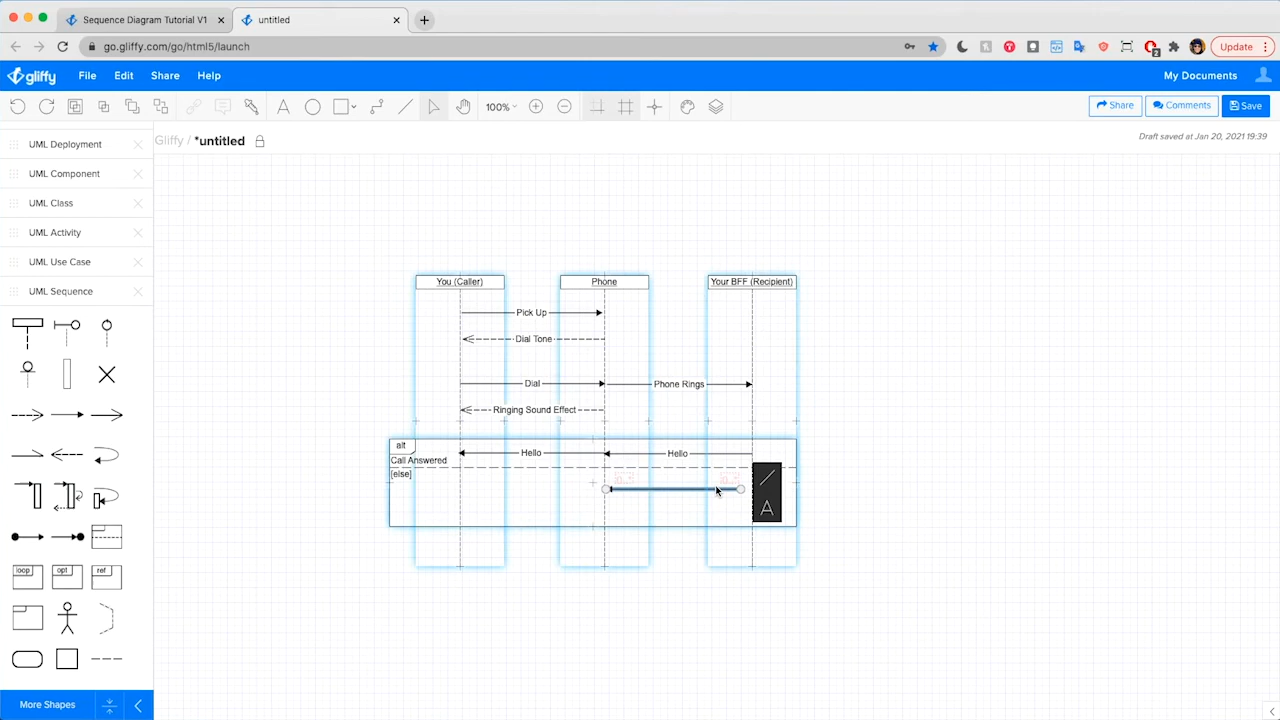 Sequence Diagram Tutorial V1
untitled
go.gliffy.com/go/html5/launch
2
Update
gliffy
File
Edit
Share
Help
My Documents
A
100%
Share
Comments
Save
Gliffy / *untitled
Draft saved at Jan 20, 2021 19:39
UML Deployment
UML Component
UML Class
UML Activity
UML Use Case
UML Sequence
loop
opt
ref
More Shapes
You (Caller)
Phone
Your BFF (Recipient)
Pick Up
Dial Tone
Dial
Phone Rings
Ringing Sound Effect
alt
Call Answered
Hello
Hello
[else]
A